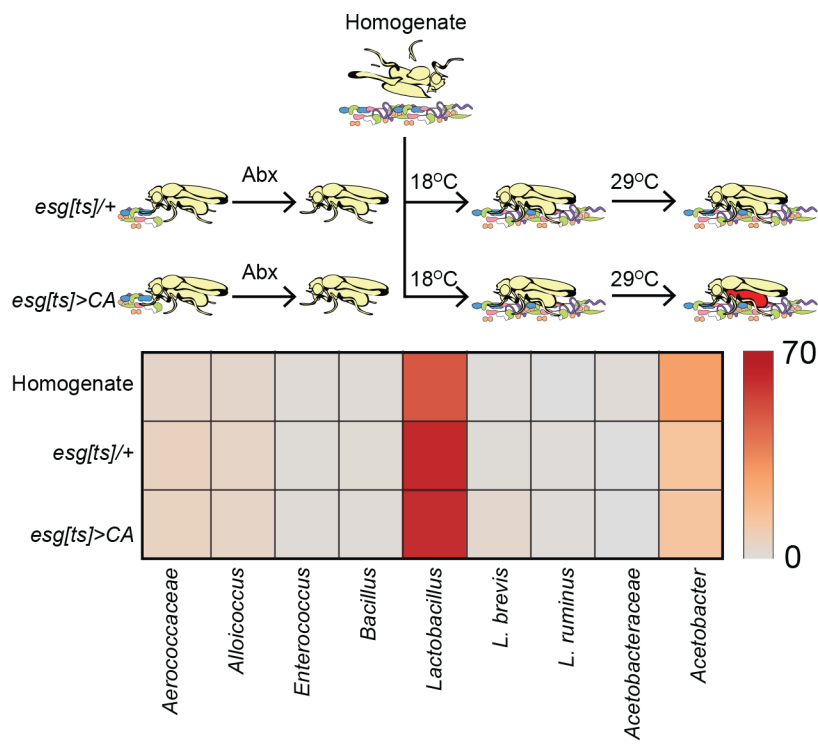 Homogenate
esg[ts]/+
Abx
18°C
29°C
esg[ts]>CA
Abx
18°C
29°C
Homogenate
esg[ts]/+
esg[ts]>CA
70
0
Aerococcaceae
Alloicoccus
Enterococcus
Bacillus
Lactobacillus
L. brevis
L. ruminus
Acetobacteraceae
Acetobacter